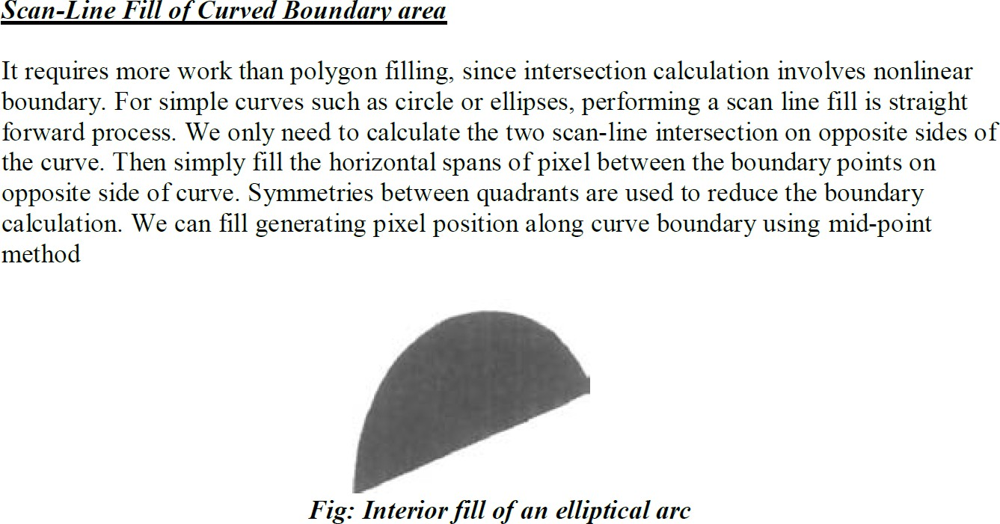 Scan-Line Fill of Curved Boundary area
It requires more work than polygon filling, since intersection calculation involves nonlinear
boundary. For simple curves such as circle or ellipses, performing a scan line fill is straight
forward process. We only need to calculate the two scan-line intersection on opposite sides of
the curve. Then simply fill the horizontal spans of pixel between the boundary points on
opposite side of curve. Symmetries between quadrants are used to reduce the boundary
calculation. We can fill generating pixel position along curve boundary using mid-point
method
Fig: Interior fill of an elliptical arc